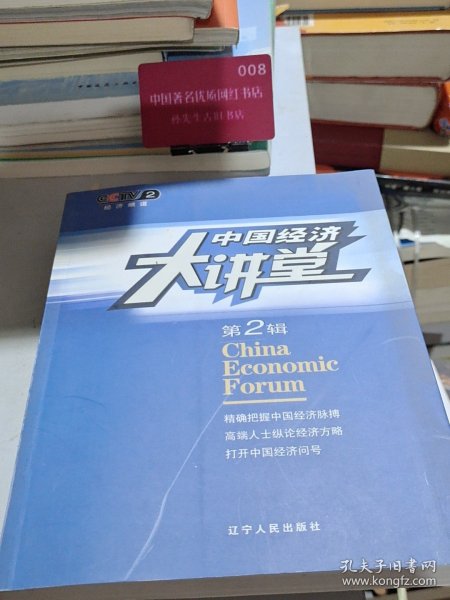 008
中国著名优质网红书店
孙先生古旧书店
CCTV 2
经济频道
中国经济
大讲堂
第2辑
China
Economic
Forum
精确把握中国经济脉搏
高端人士纵论经济方略
打开中国经济问号
辽宁人民出版社
孔夫子旧书网
www.kongfz.com